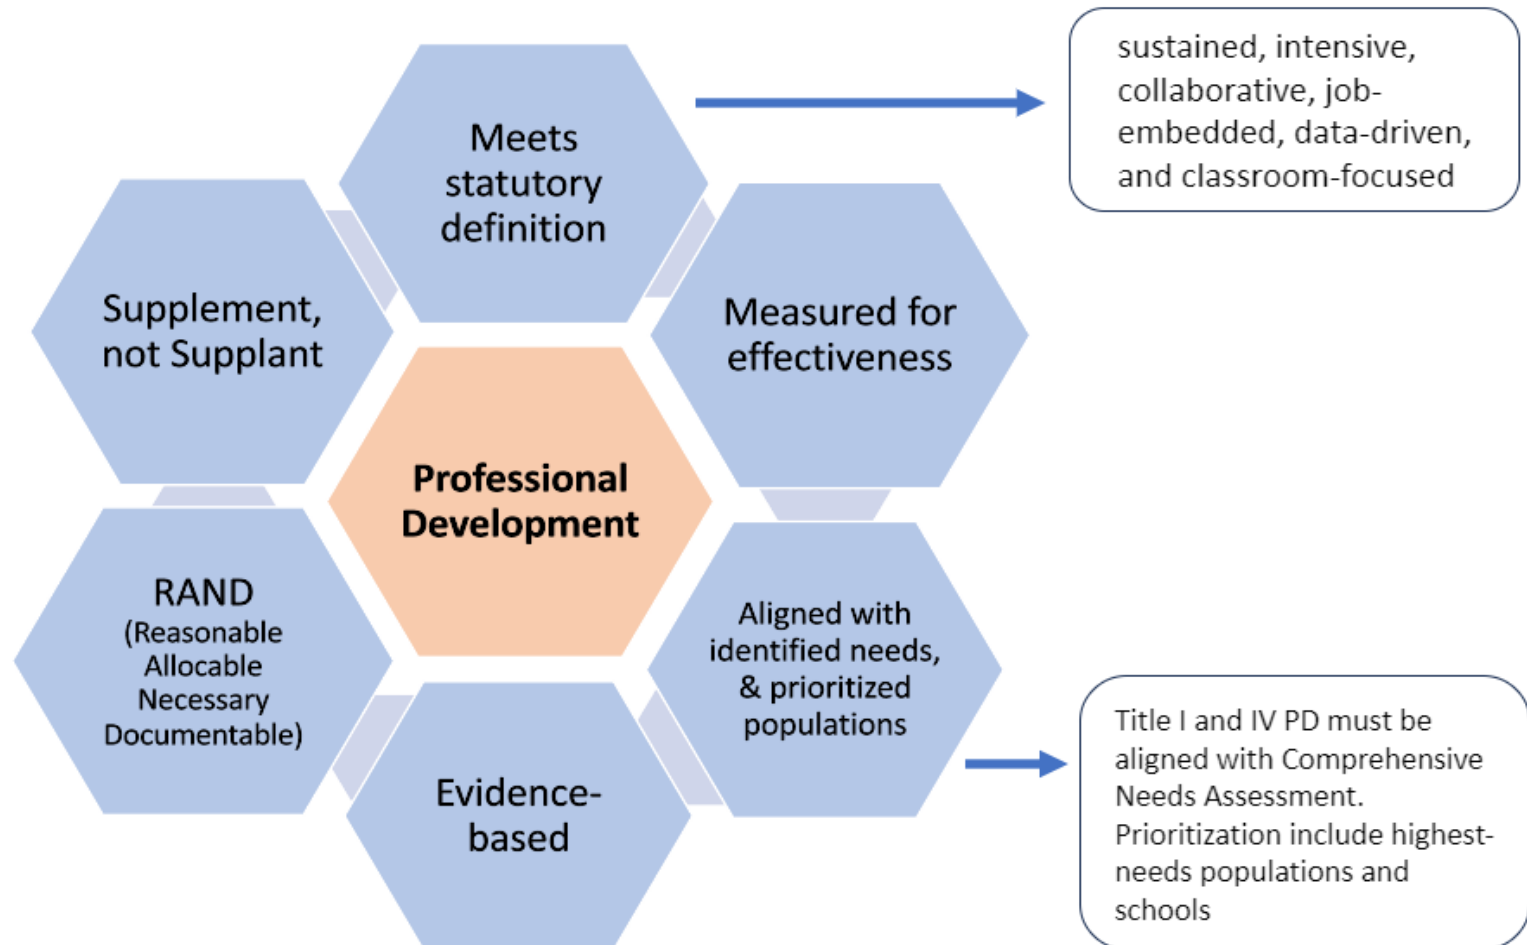 Meets
statutory
definition
sustained, intensive,
collaborative, job-
embedded, data-driven,
and classroom-focused
Supplement,
not Supplant
Measured for
effectiveness
Professional
Development
RAND
(Reasonable
Allocable
Necessary
Documentable)
Aligned with
identified needs,
& prioritized
populations
Evidence-
based
Title I and IV PD must be
aligned with Comprehensive
Needs Assessment.
Prioritization include highest-
needs populations and
schools